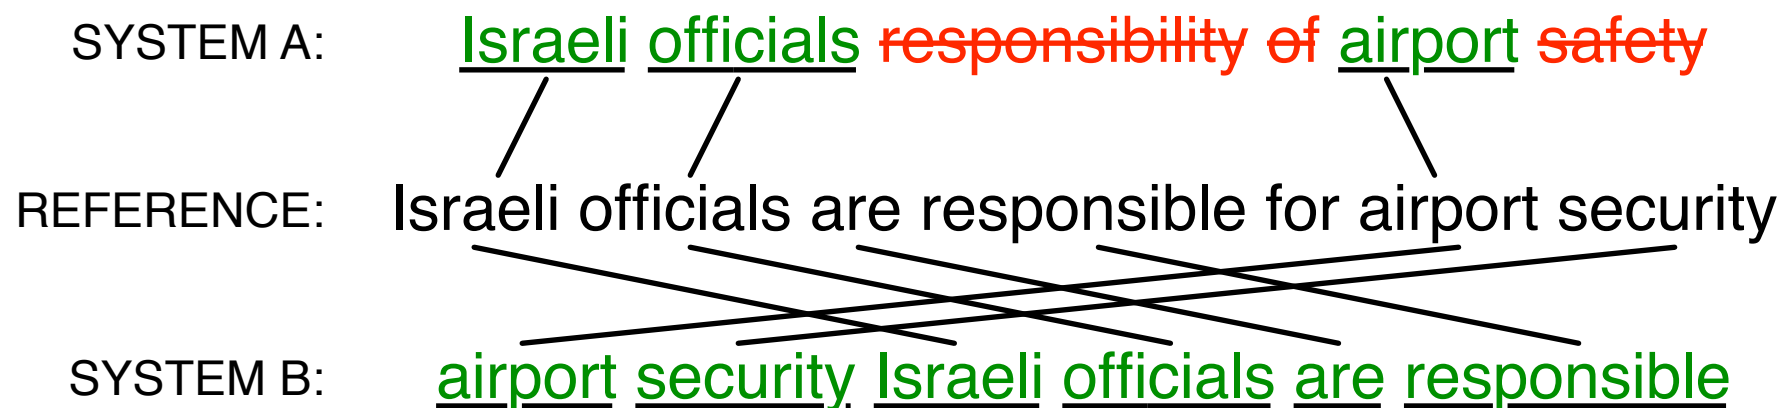 SYSTEM A: Israeli officials responsibility of airport safety
REFERENCE: Israeli officials are responsible for airport security
SYSTEM B: airport security Israeli officials are responsible